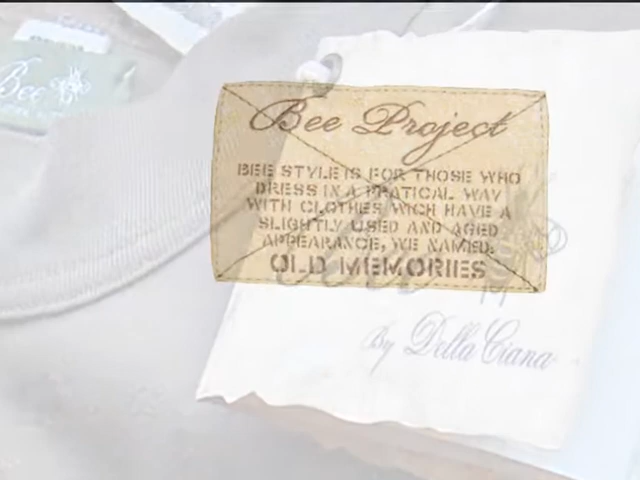 Bee
Bee Project
BEE STYLE IS FOR THOSE WHO
DRESS IN A PRATICAL WAY
WITH CLOTHES WICH HAVE A
SLIGHTLY USED AND AGED
APPEARANCE, WE NAMED:
OLD MEMORIES
By Della Ciana